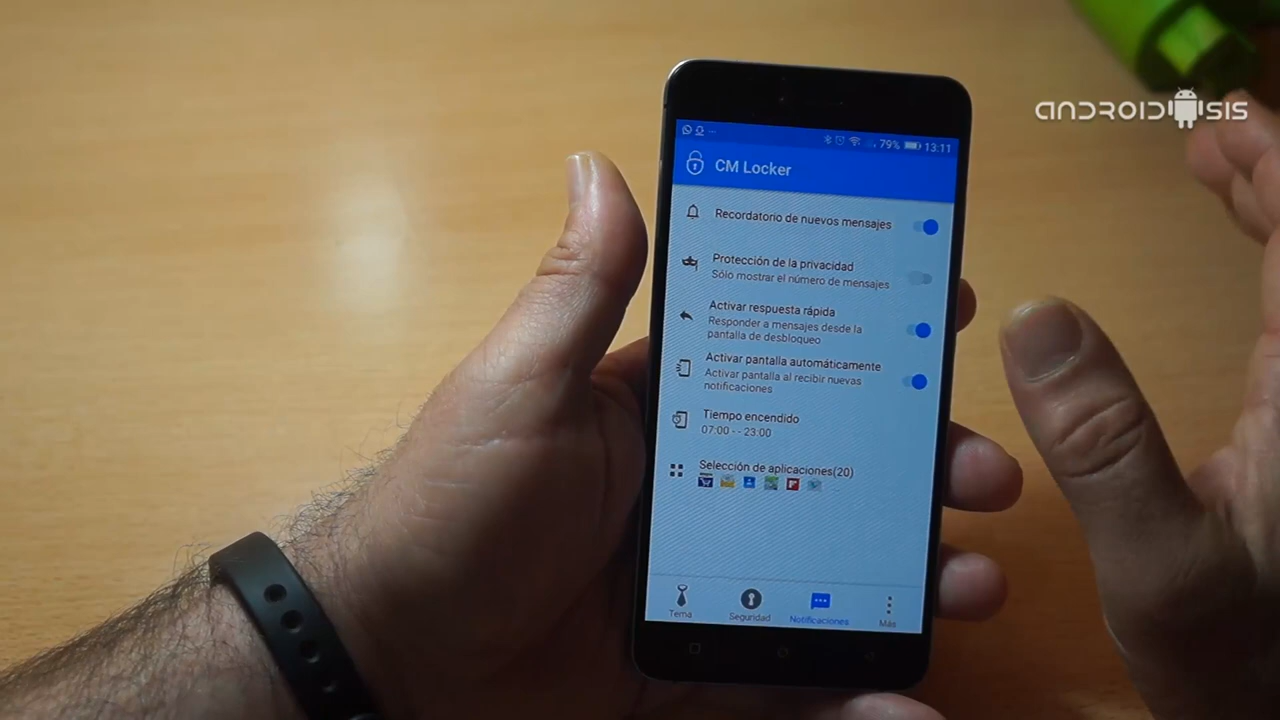 ANDROIDSIS
79% 13:11
CM Locker
Recordatorio de nuevos mensajes
Protección de la privacidad
Sólo mostrar el número de mensajes
Activar respuesta rápida
Responder a mensajes desde la
pantalla de desbloqueo
Activar pantalla automáticamente
Activar pantalla al recibir nuevas
notificaciones
Tiempo encendido
07:00 - - 23:00
Selección de aplicaciones(20)
Tema Seguridad Notificaciones Más